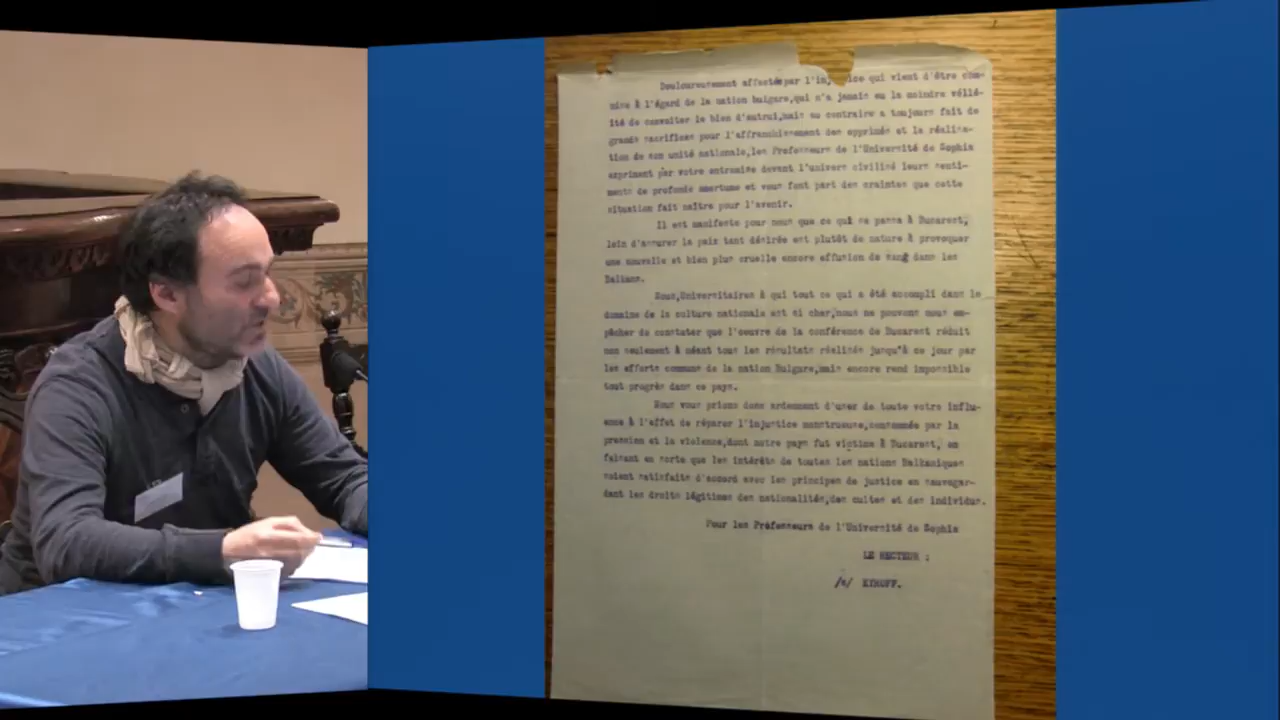 Douloureusement affectés par l'inj ice qui vient d'être com-
mise à l'égard de la nation bulgare,qui n'a jamais eu la moindre velléi-
ité de convoiter le bien d'autrui,mais au contraire a toujours fait de
grands sacrifices pour l'affranchissement des opprimés et la réalisa-
tion de son unité nationale,les Professeurs de l'Université de Sophia
expriment par votre entremise devant l'univers civilisé leurs senti-
ments de profonde amertume et vous font part des craintes que cette
situation fait naître pour l'avenir.
Il est manifeste pour nous que ce qui se passa à Bucarest,
loin d'assurer la paix tant désirée est plutôt de nature à provoquer
une nouvelle et bien plus cruelle encore effusion de sang dans les
Balkans.
Nous,Universitaires à qui tout ce qui a été accompli dans le
domaine de la culture nationale est si cher,nous ne pouvons nous em-
pêcher de constater que l'oeuvre de la conférence de Bucarest réduit
non seulement à néant tous les résultats réalisés jusqu'à ce jour par
les efforts communs de la nation Bulgare,mais encore rend impossible
tout progrès dans ce pays.
Nous vous prions donc ardemment d'user de toute votre influ-
ence à l'effet de réparer l'injustice monstrueuse,consommée par la
pression et la violence,dont notre pays fut victime à Bucarest, en
faisant en sorte que les intérêts de toutes les nations Balkaniques
soient satisfaits d'accord avec les principes de justice en sauvegar-
dant les droits légitimes des nationalités,des cultes et des individus.
Pour les Professeurs de l'Université de Sophia
LE RECTEUR :
/s/ KIROFF.